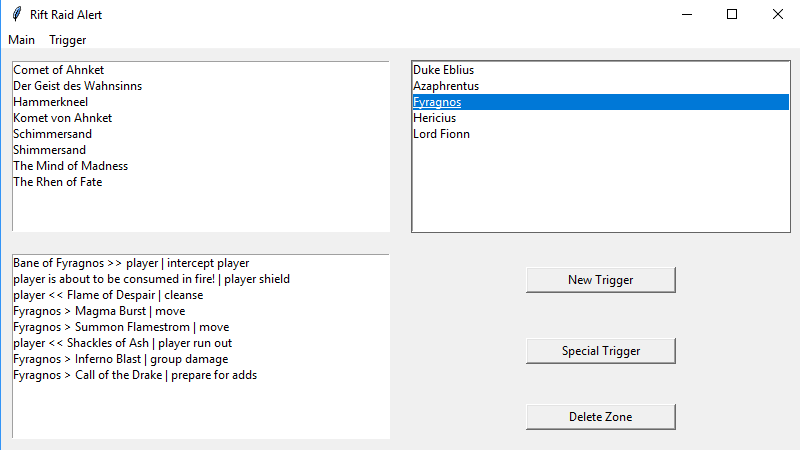 Rift Raid Alert
Main Trigger
Comet of Ahnket
Der Geist des Wahnsinns
Hammerkneel
Komet von Ahnket
Schimmersand
Shimmersand
The Mind of Madness
The Rhen of Fate
Duke Eblius
Azaphrentus
Fyragnos
Hericius
Lord Fionn
Bane of Fyragnos >> player | intercept player
player is about to be consumed in fire! | player shield
player << Flame of Despair | cleanse
Fyragnos > Magma Burst | move
Fyragnos > Summon Flamestrom | move
player << Shackles of Ash | player run out
Fyragnos > Inferno Blast | group damage
Fyragnos > Call of the Drake | prepare for adds
New Trigger
Special Trigger
Delete Zone